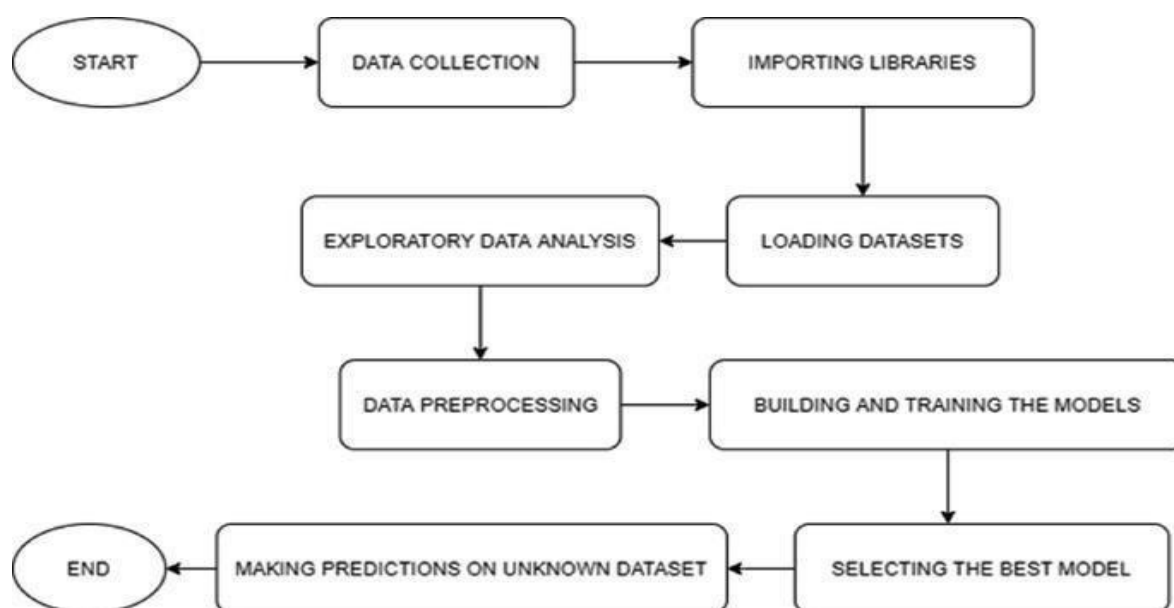 START
DATA COLLECTION
IMPORTING LIBRARIES
LOADING DATASETS
EXPLORATORY DATA ANALYSIS
DATA PREPROCESSING
BUILDING AND TRAINING THE MODELS
SELECTING THE BEST MODEL
MAKING PREDICTIONS ON UNKNOWN DATASET
END